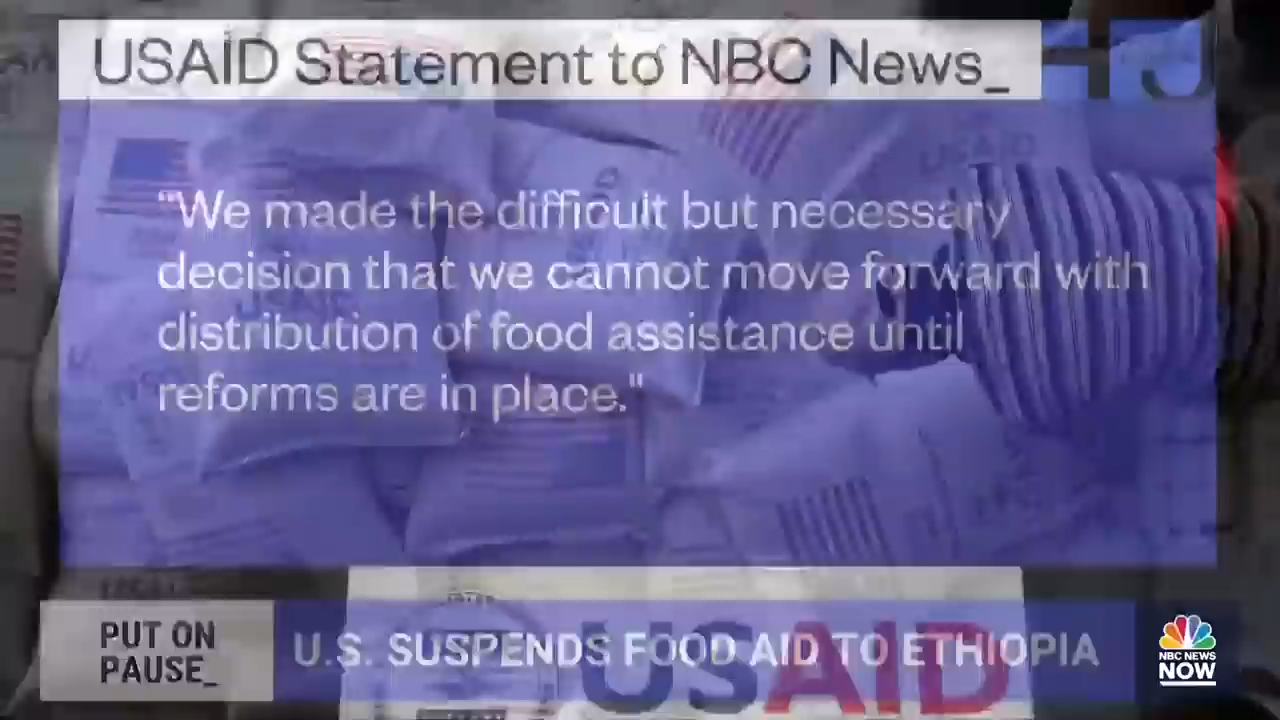 USAID Statement to NBC News_
"We made the difficult but necessary
decision that we cannot move forward with
distribution of food assistance until
reforms are in place."
PUT ON
PAUSE_
U.S. SUSPENDS FOOD AID TO ETHIOPIA
USAID
NBC NEWS
NOW